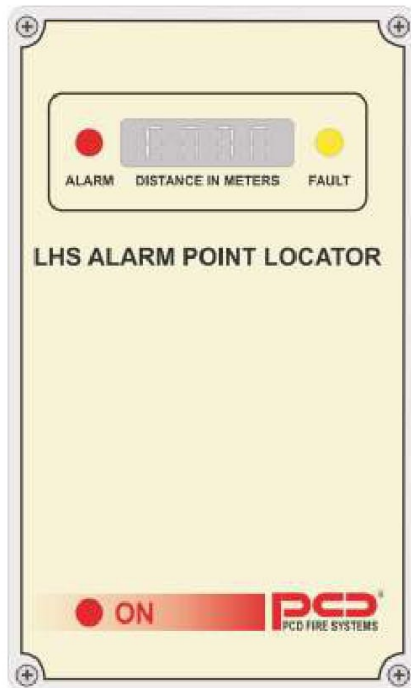 ALARM DISTANCE IN METERS FAULT
LHS ALARM POINT LOCATOR
ON
PCD®
PCD FIRE SYSTEMS